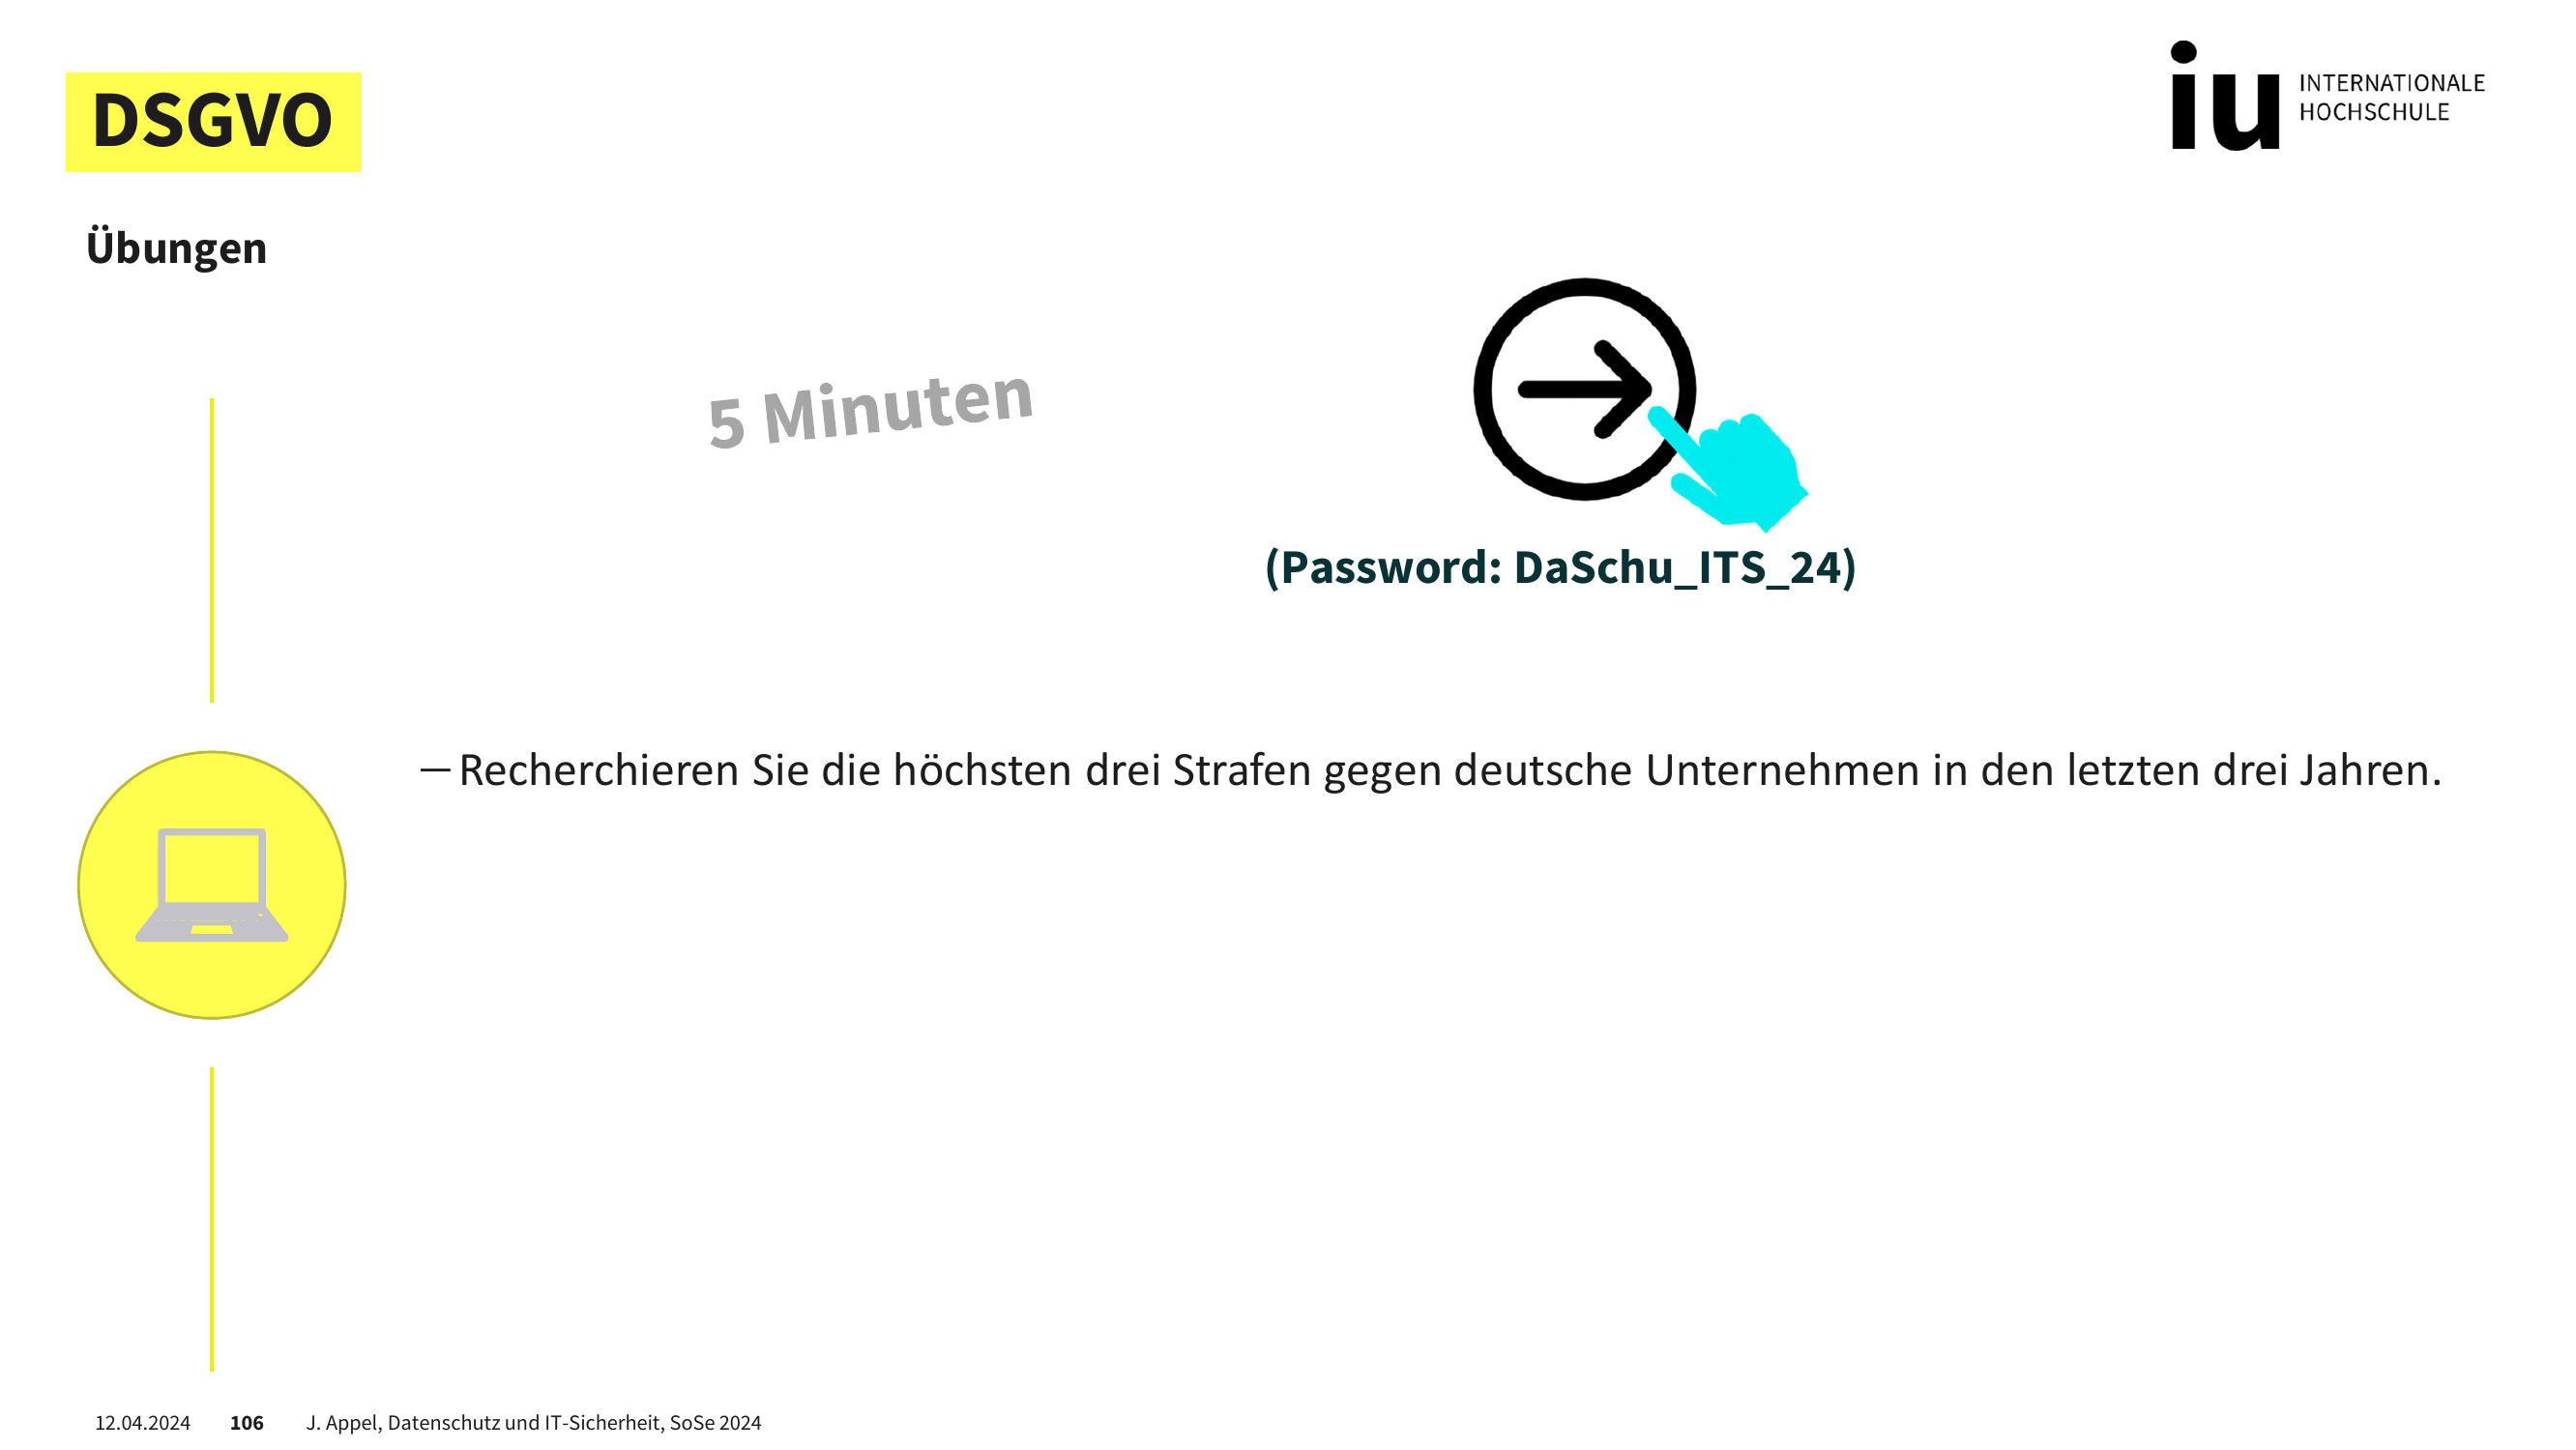 DSGVO
INTERNATIONALE
HOCHSCHULE
iu
Übungen
5 Minuten
(Password: DaSchu_ITS_24)
— Recherchieren Sie die höchsten drei Strafen gegen deutsche Unternehmen in den letzten drei Jahren.
12.04.2024 106 J. Appel, Datenschutz und IT-Sicherheit, SoSe 2024